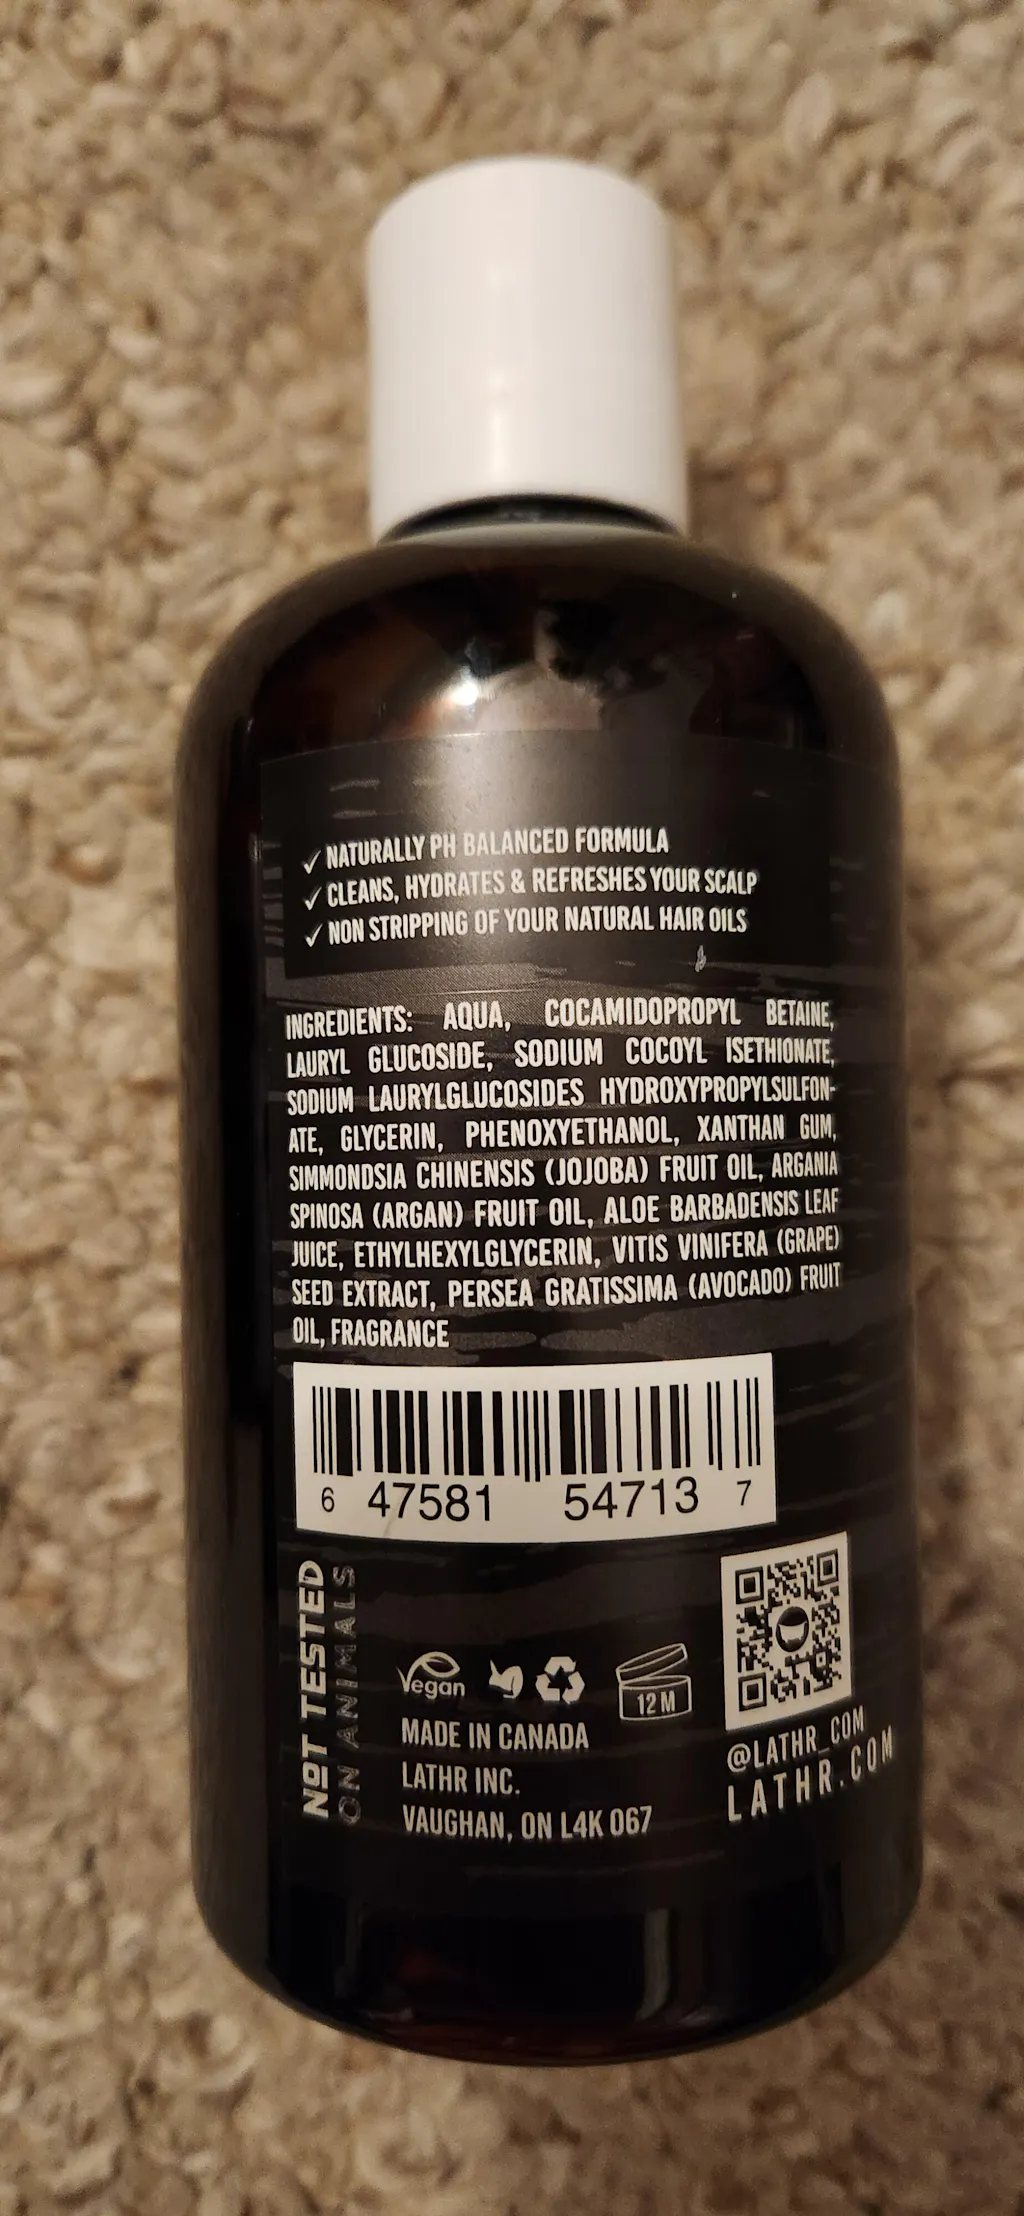 ✓ NATURALLY PH BALANCED FORMULA
✓ CLEANS, HYDRATES & REFRESHES YOUR SCALP
✓ NON STRIPPING OF YOUR NATURAL HAIR OILS
INGREDIENTS: AQUA, COCAMIDOPROPYL BETAINE,
LAURYL GLUCOSIDE, SODIUM COCOYL ISETHIONATE,
SODIUM LAURYLGLUCOSIDES HYDROXYPROPYLSULFON-
ATE, GLYCERIN, PHENOXYETHANOL, XANTHAN GUM,
SIMMONDSIA CHINENSIS (JOJOBA) FRUIT OIL, ARGANIA
SPINOSA (ARGAN) FRUIT OIL, ALOE BARBADENSIS LEAF
JUICE, ETHYLHEXYLGLYCERIN, VITIS VINIFERA (GRAPE)
SEED EXTRACT, PERSEA GRATISSIMA (AVOCADO) FRUIT
OIL, FRAGRANCE
6 47581 54713 7
NOT TESTED
ON ANIMALS
Vegan
12 M
MADE IN CANADA
LATHR INC.
VAUGHAN, ON L4K 0G7
@LATHR_COM
LATHR.COM